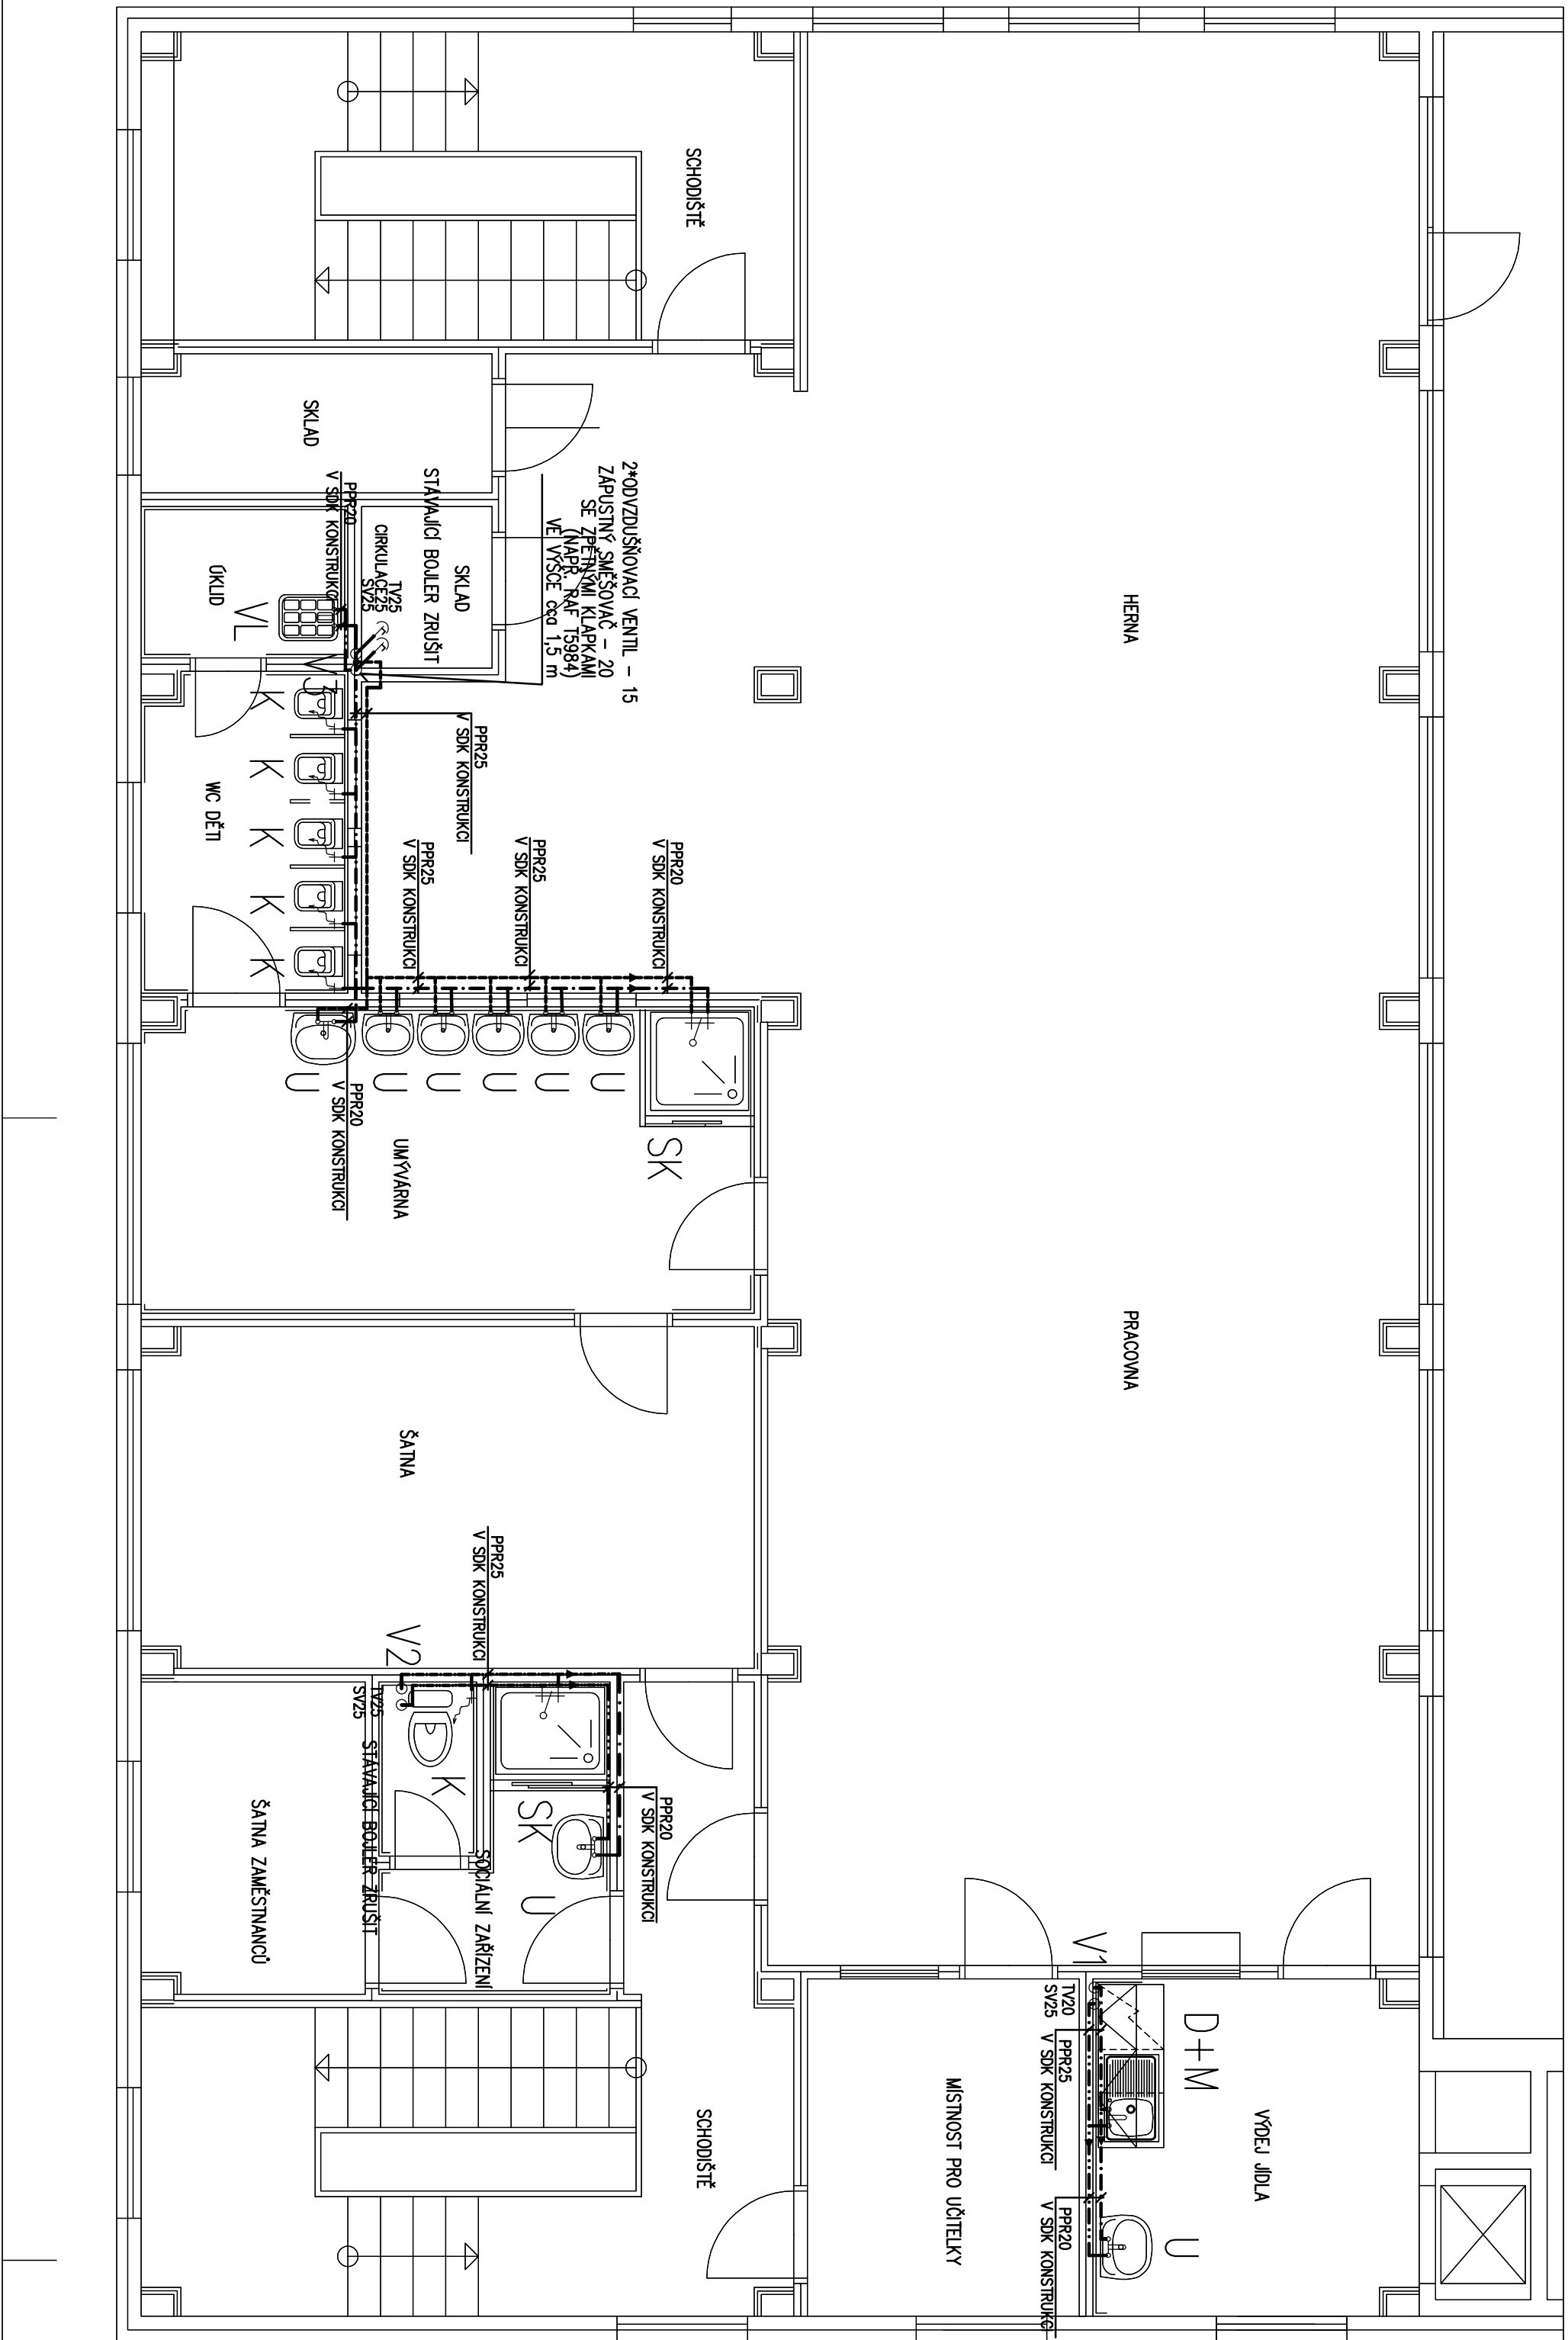 SCHODIŠTĚ
HERNA
PRACOVNA
SKLAD
2*ODVZDUŠŇOVACÍ VENTIL - 15
ZÁPUSTNÝ SMĚŠOVAČ - 20
SE ZPĚTNÝMI KLAPKAMI
(NAPŘ. RAF T5984)
VE VÝŠCE cca 1,5 m
SKLAD
STÁVAJÍCÍ BOJLER ZRUŠIT
TV25
CIRKULACE25
SV25
PPR20
V SDK KONSTRUKCI
ÚKLID
VL
V3
K
K
K
K
K
WC DĚTI
PPR25
V SDK KONSTRUKCI
PPR25
V SDK KONSTRUKCI
PPR25
V SDK KONSTRUKCI
PPR20
V SDK KONSTRUKCI
U
U
U
U
U
U
SK
PPR20
V SDK KONSTRUKCI
UMÝVÁRNA
ŠATNA
PPR25
V SDK KONSTRUKCI
V2
TV25
SV25
STÁVAJÍCÍ BOJLER ZRUŠIT
K
SK
U
PPR20
V SDK KONSTRUKCI
SOCIÁLNÍ ZAŘÍZENÍ
ŠATNA ZAMĚSTNANCŮ
V1
TV20
SV25
PPR25
V SDK KONSTRUKCI
PPR20
V SDK KONSTRUKCI
D+M
U
VÝDEJ JÍDLA
MÍSTNOST PRO UČITELKY
SCHODIŠTĚ